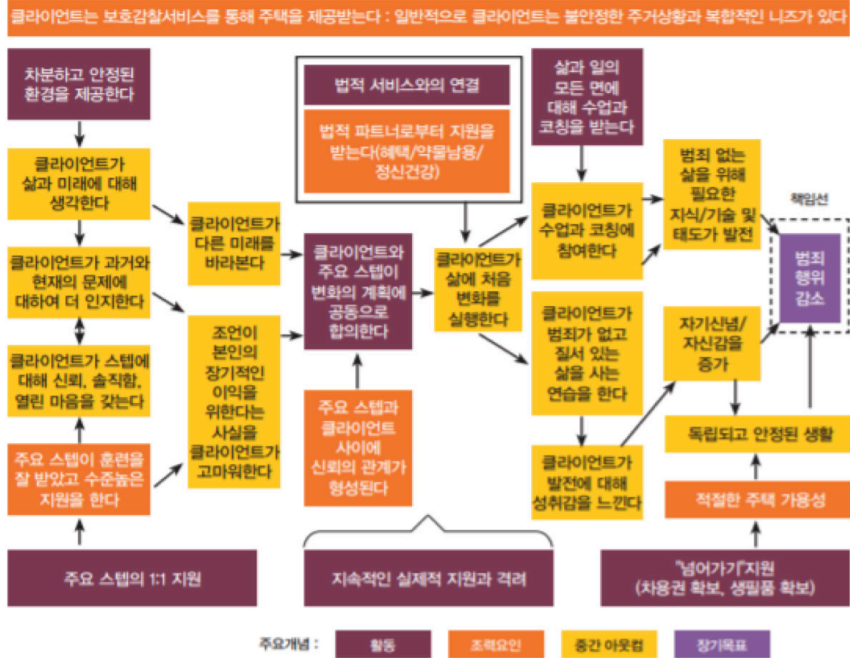 클라이언트는 보호감찰서비스를 통해 주택을 제공받는다 : 일반적으로 클라이언트는 불안정한 주거상황과 복합적인 니즈가 있다
차분하고 안정된
환경을 제공한다
클라이언트가
삶과 미래에 대해
생각한다
클라이언트가 과거와
현재의 문제에
대하여 더 인지한다
클라이언트가 스텝에
대해 신뢰, 솔직함,
열린 마음을 갖는다
주요 스텝이 훈련을
잘 받았고 수준높은
지원을 한다
주요 스텝의 1:1 지원
클라이언트가
다른 미래를
바라본다
조언이
본인의
장기적인
이익을
위한다는
사실을
클라이언트가
고마워한다
법적 서비스와의 연결
법적 파트너로부터 지원을
받는다(혜택/약물남용/
정신건강)
클라이언트와
주요 스텝이
변화의 계획에
공동으로
합의한다
주요 스텝과
클라이언트
사이에
신뢰의 관계가
형성된다
지속적인 실제적 지원과 격려
클라이언트가
삶에 처음
변화를
실행한다
삶과 일의
모든 면에
대해 수업과
코칭을 받는다
클라이언트가
수업과 코칭에
참여한다
클라이언트가
범죄가 없고
질서 있는
삶을 사는
연습을 한다
클라이언트가
발전에 대해
성취감을 느낀다
범죄 없는
삶을 위해
필요한
지식/기술 및
태도가 발전
자기신념/
자신감을
증가
독립되고 안정된 생활
적절한 주택 가용성
"넘어가기"지원
(차용권 확보, 생필품 확보)
책임선
범죄
행위
감소
주요개념 :
활동
조력요인
중간 아웃컴
장기목표